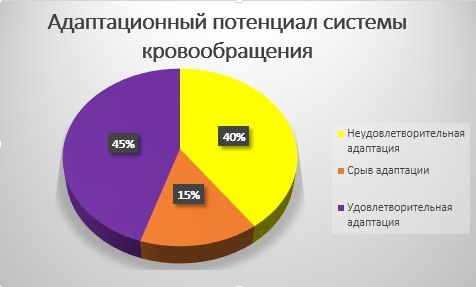 Адаптационный потенциал системы
кровообращения
40%
45%
15%
Неудовлетворительная
адаптация
Срыв адаптации
Удовлетворительная
адаптация